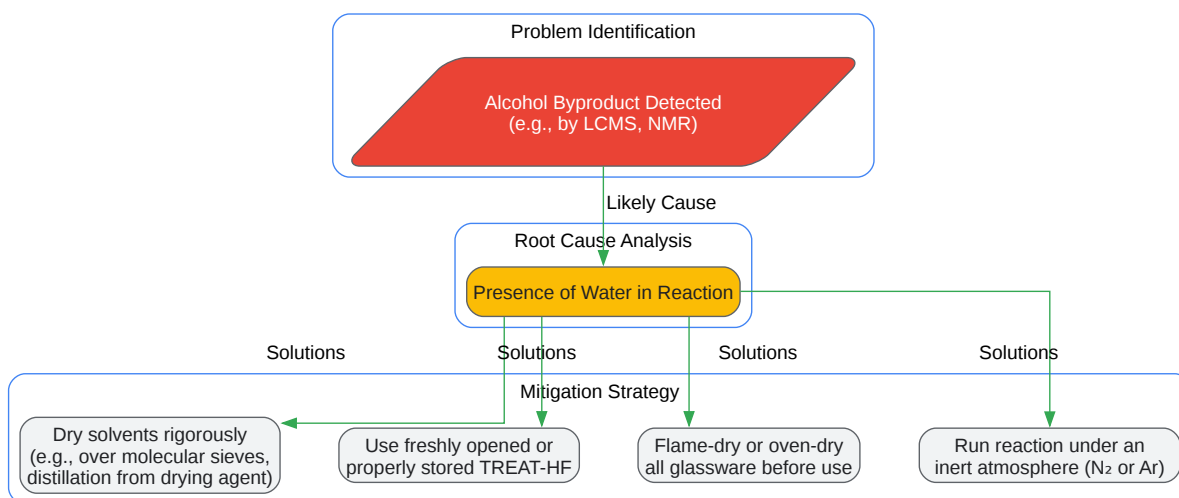 Problem Identification
Alcohol Byproduct Detected
(e.g., by LCMS, NMR)
Likely Cause
Root Cause Analysis
Presence of Water in Reaction
Solutions
Solutions
Solutions
Solutions
Mitigation Strategy
Dry solvents rigorously
(e.g., over molecular sieves,
distillation from drying agent)
Use freshly opened or
properly stored TREAT-HF
Flame-dry or oven-dry
all glassware before use
Run reaction under an
inert atmosphere (N₂ or Ar)